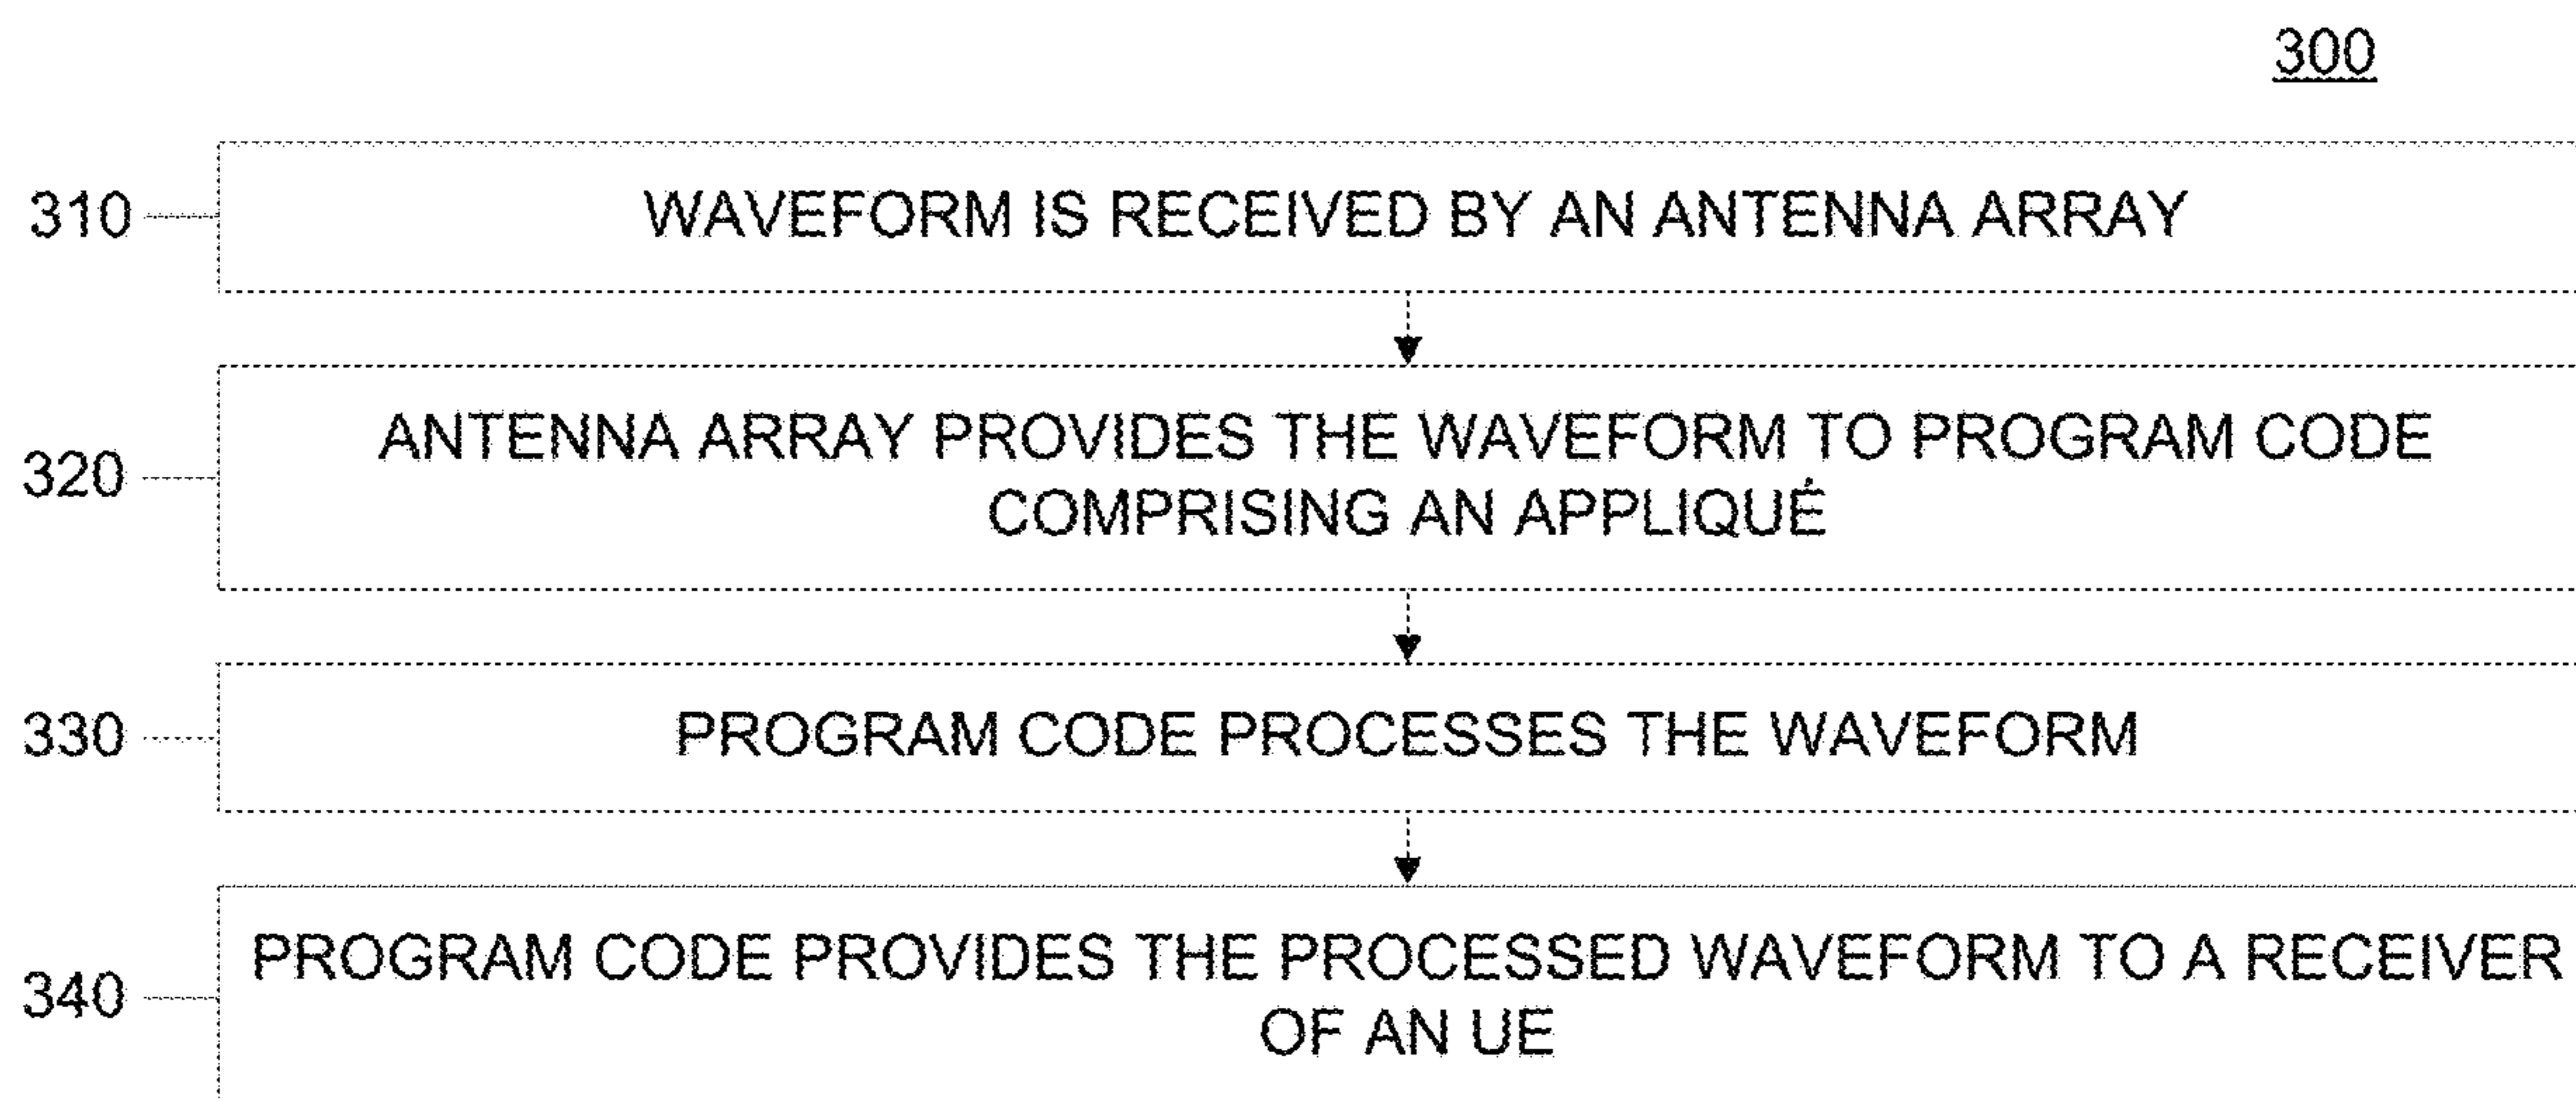 300
310
WAVEFORM IS RECEIVED BY AN ANTENNA ARRAY
320
ANTENNA ARRAY PROVIDES THE WAVEFORM TO PROGRAM CODE
COMPRISING AN APPLIQUÉ
330
PROGRAM CODE PROCESSES THE WAVEFORM
340
PROGRAM CODE PROVIDES THE PROCESSED WAVEFORM TO A RECEIVER
OF AN UE